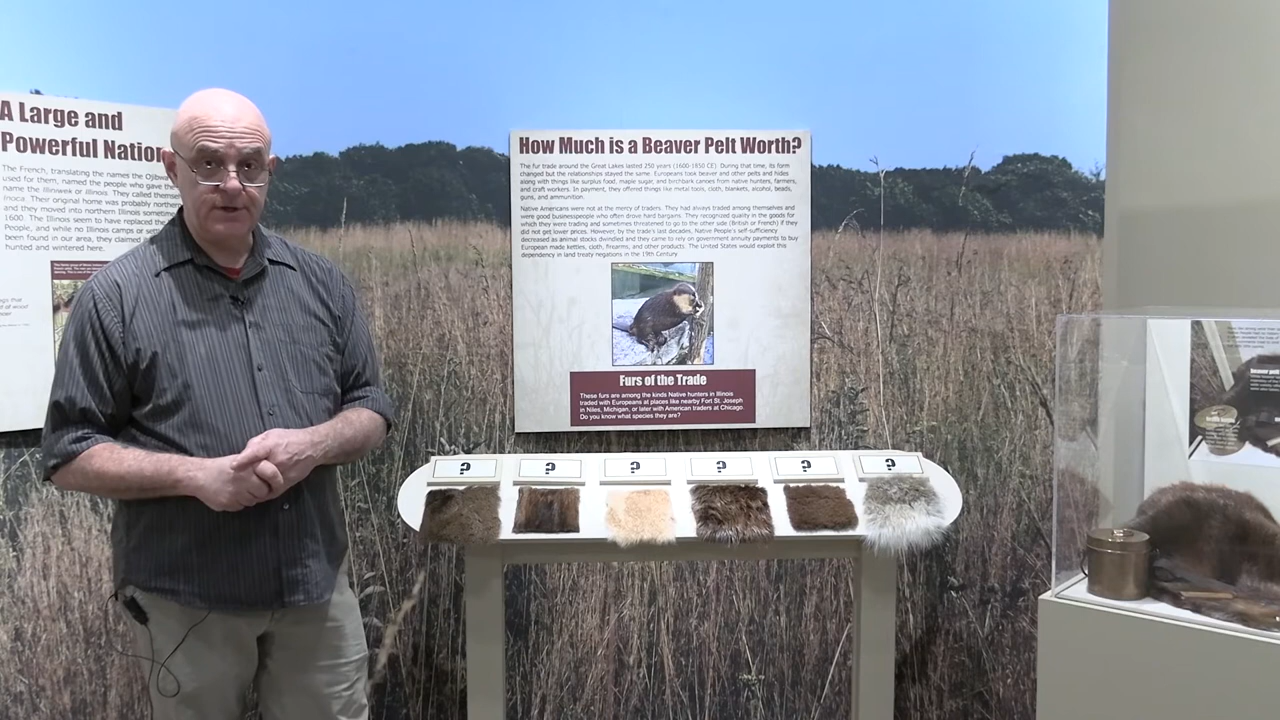 A Large and
Powerful Nation
The French, translating the names the Ojibwa
used for them, named the people who gave the
name the Illiniwek or Illinois. They called themse
Inoca. Their original home was probably northern
and they moved into northern Illinois sometime
1600. The Illinois seem to have replaced the
People, and while no Illinois camps or
been found in our area, they claimed
hunted and wintered here.
How Much is a Beaver Pelt Worth?
The fur trade around the Great Lakes lasted 250 years (1600-1850 CE). During that time, its form
changed but the relationships stayed the same. Europeans took beaver and other pelts and hides
along with things like surplus food, maple sugar, and birchbark canoes from native hunters, farmers,
and craft workers. In payment, they offered things like metal tools, cloth, blankets, alcohol, beads,
guns, and ammunition.
Native Americans were not at the mercy of traders. They had always traded among themselves and
were good businesspeople who often drove hard bargains. They recognized quality in the goods for
which they were trading and sometimes threatened to go to the other side (British or French) if they
did not get lower prices. However, by the trade's last decades, Native People's self-sufficiency
decreased as animal stocks dwindled and they came to rely on government annuity payments to buy
European made kettles, cloth, firearms, and other products. The United States would exploit this
dependency in land treaty negations in the 19th Century
Furs of the Trade
These furs are among the kinds Native hunters in Illinois
traded with Europeans at places like nearby Fort St. Joseph
in Niles, Michigan, or later with American traders at Chicago.
Do you know what species they are?
? ? ? ? ? ?
beaver pelt